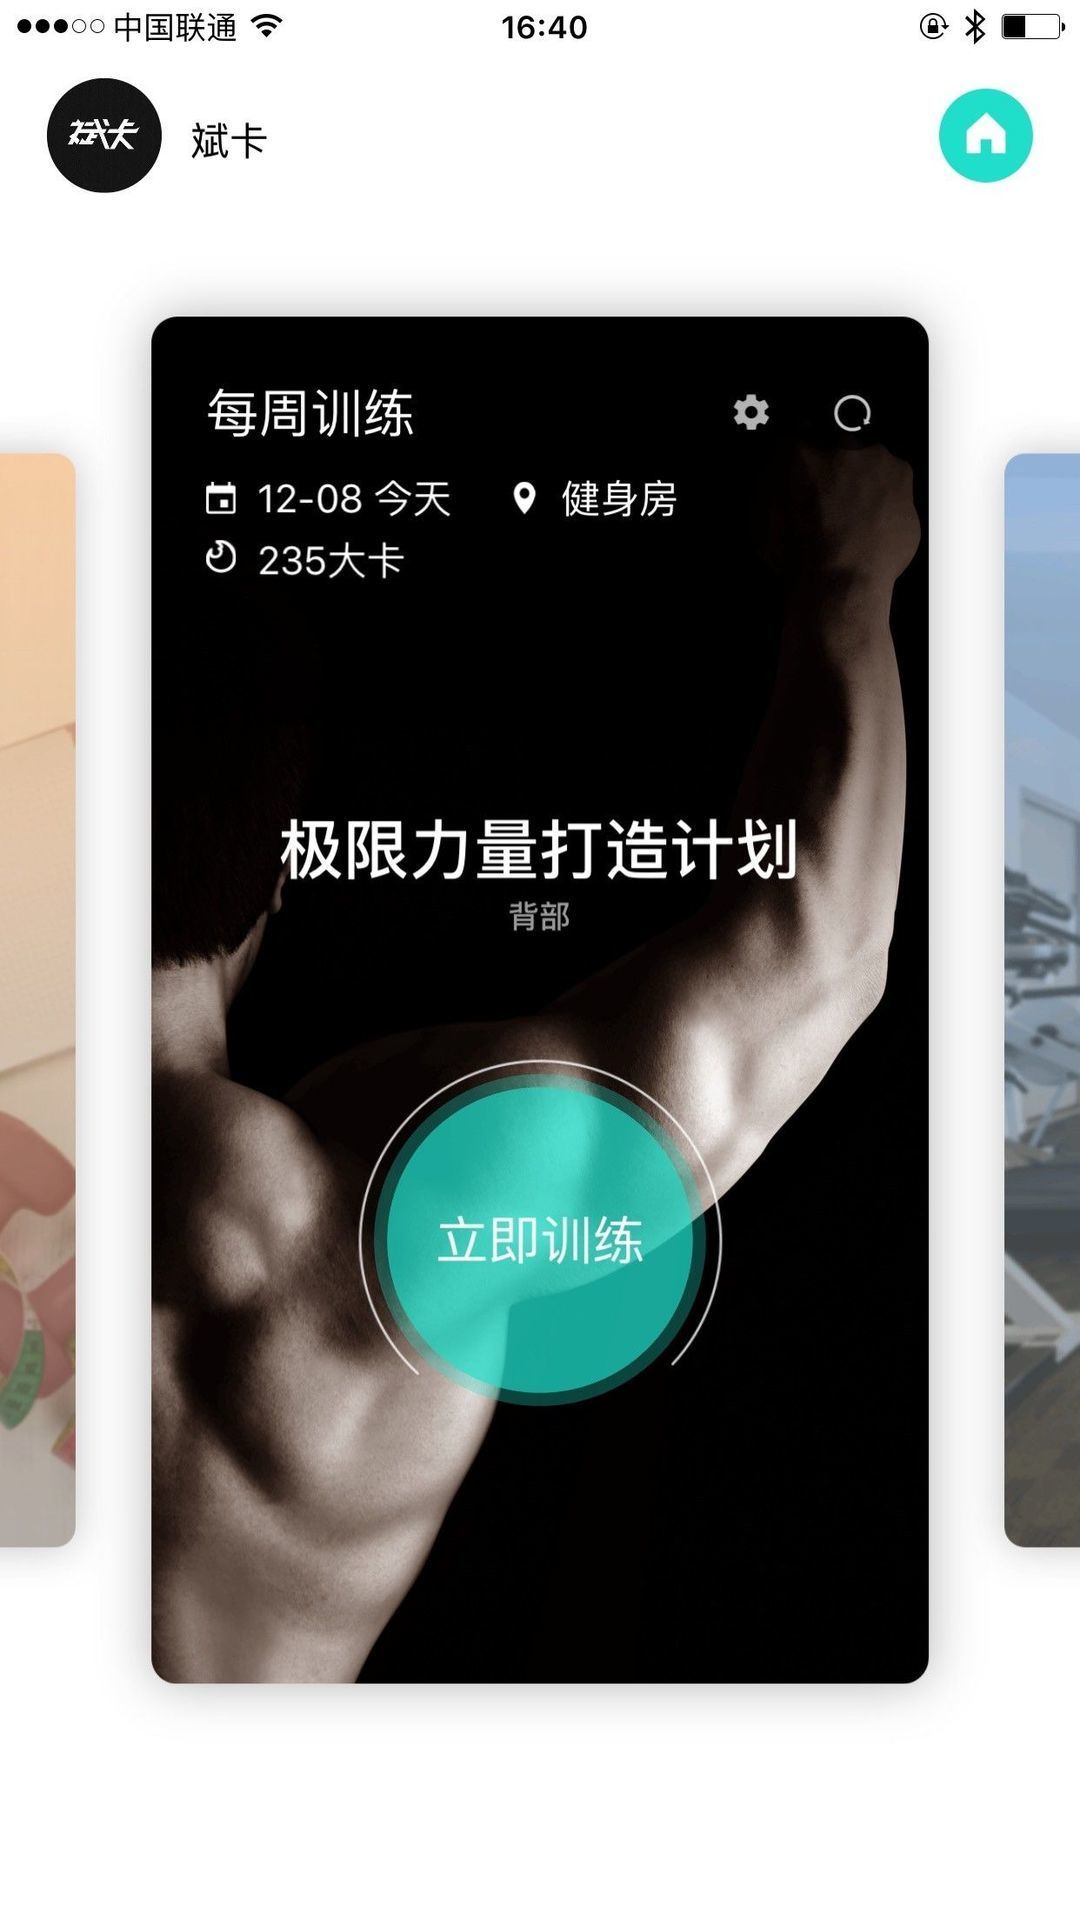 中国联通
16:40
斌卡
斌卡
每周训练
12-08 今天
健身房
235大卡
极限力量打造计划
背部
立即训练